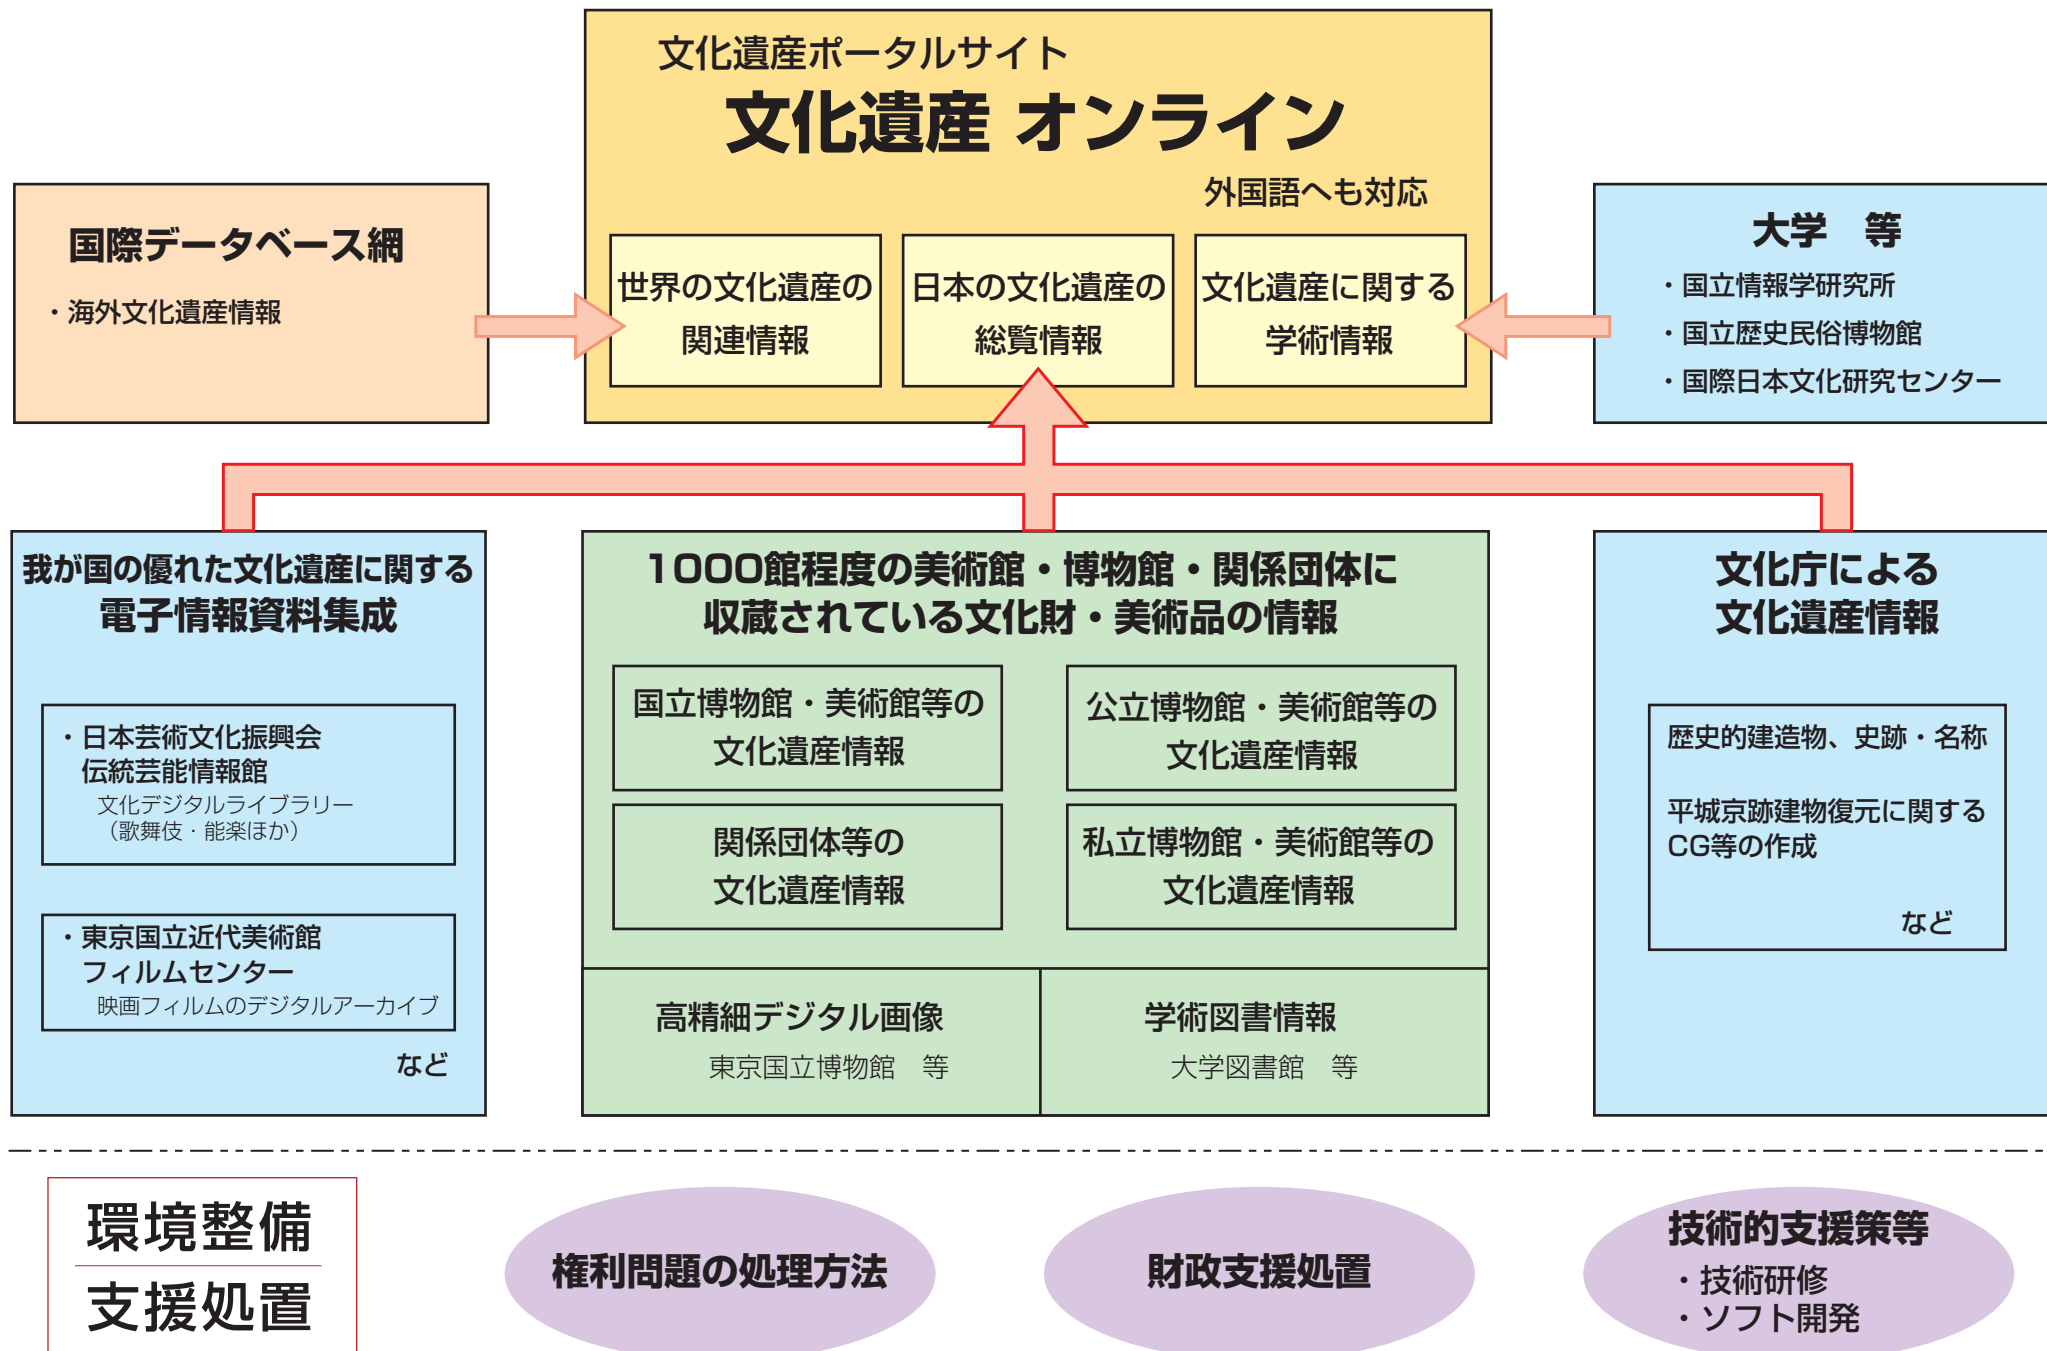 文化遺産ポータルサイト
文化遺産 オンライン
外国語へも対応
世界の文化遺産の
関連情報
日本の文化遺産の
総覧情報
文化遺産に関する
学術情報
国際データベース網
・海外文化遺産情報
大学　等
・国立情報学研究所
・国立歴史民俗博物館
・国際日本文化研究センター
我が国の優れた文化遺産に関する
電子情報資料集成
・日本芸術文化振興会
伝統芸能情報館
文化デジタルライブラリー
（歌舞伎・能楽ほか）
・東京国立近代美術館
フィルムセンター
映画フィルムのデジタルアーカイブ
など
1000館程度の美術館・博物館・関係団体に
収蔵されている文化財・美術品の情報
国立博物館・美術館等の
文化遺産情報
公立博物館・美術館等の
文化遺産情報
関係団体等の
文化遺産情報
私立博物館・美術館等の
文化遺産情報
高精細デジタル画像
東京国立博物館　等
学術図書情報
大学図書館　等
文化庁による
文化遺産情報
歴史的建造物、史跡・名称
平城京跡建物復元に関する
CG等の作成
など
環境整備
支援処置
権利問題の処理方法
財政支援処置
技術的支援策等
・技術研修
・ソフト開発